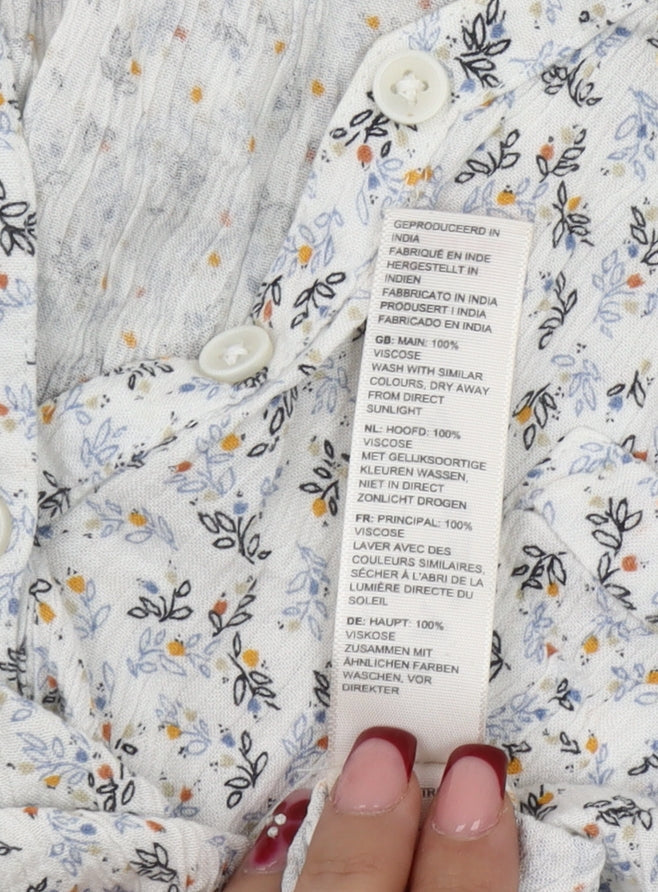 GEPRODUCEERD IN
INDIA
FABRIQUÉ EN INDE
HERGESTELLT IN
INDIEN
FABBRICATO IN INDIA
PRODUSERT I INDIA
FABRICADO EN INDIA
GB: MAIN: 100%
VISCOSE
WASH WITH SIMILAR
COLOURS, DRY AWAY
FROM DIRECT
SUNLIGHT
NL: HOOFD: 100%
VISCOSE
MET GELIJKSOORTIGE
KLEUREN WASSEN,
NIET IN DIRECT
ZONLICHT DROGEN
FR: PRINCIPAL: 100%
VISCOSE
LAVER AVEC DES
COULEURS SIMILAIRES,
SÉCHER À L'ABRI DE LA
LUMIÈRE DIRECTE DU
SOLEIL
DE: HAUPT: 100%
VISKOSE
ZUSAMMEN MIT
ÄHNLICHEN FARBEN
WASCHEN, VOR
DIREKTER